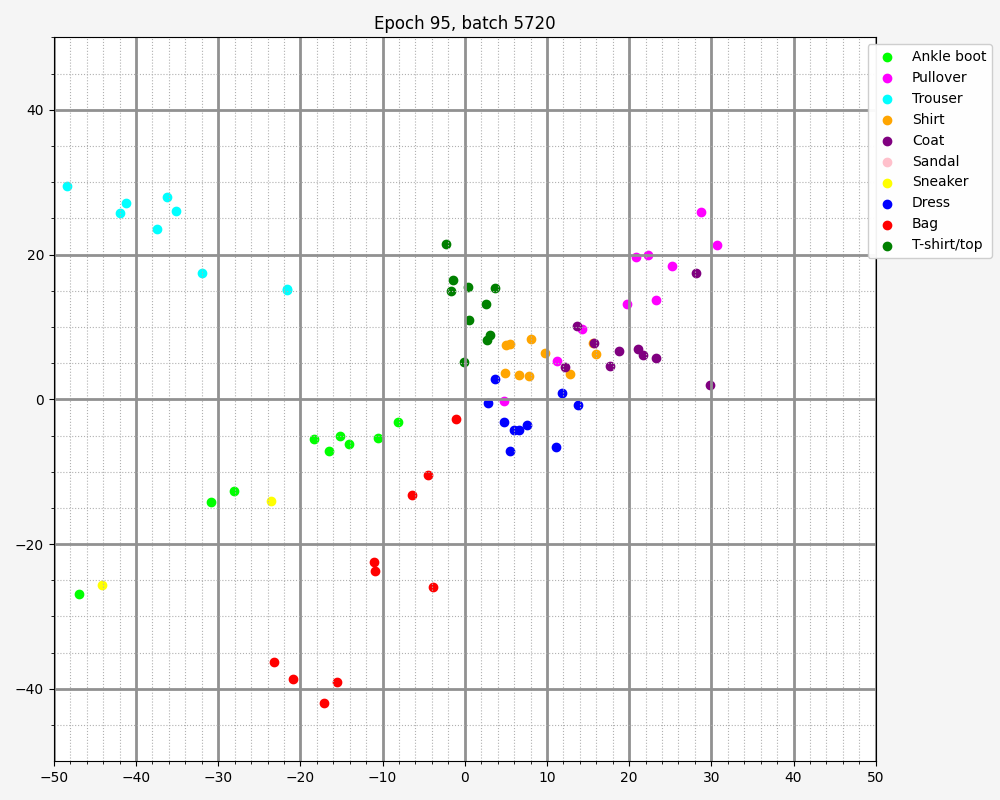 Epoch 95, batch 5720
Ankle boot
Pullover
Trouser
Shirt
Coat
Sandal
Sneaker
Dress
Bag
T-shirt/top
40
20
0
−20
−40
−50 −40 −30 −20 −10 0 10 20 30 40 50